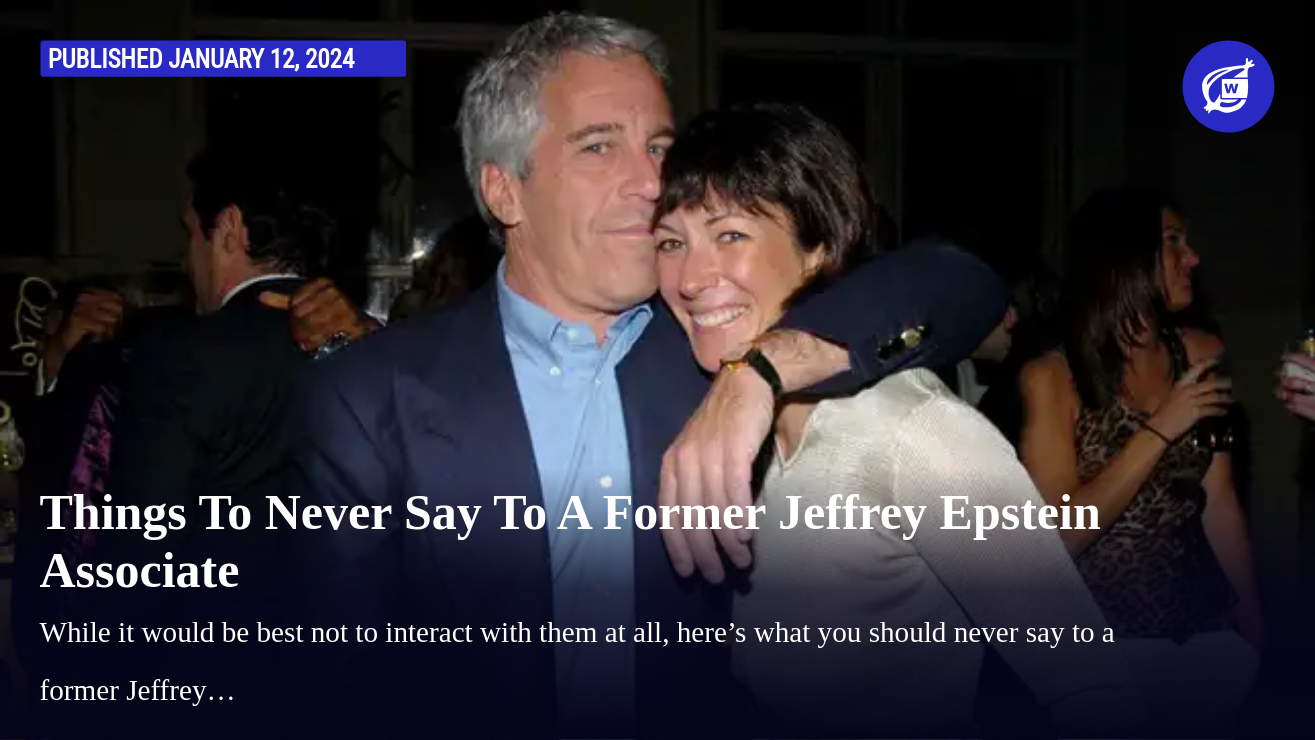 PUBLISHED JANUARY 12, 2024
W
Things To Never Say To A Former Jeffrey Epstein
Associate
While it would be best not to interact with them at all, here’s what you should never say to a
former Jeffrey…